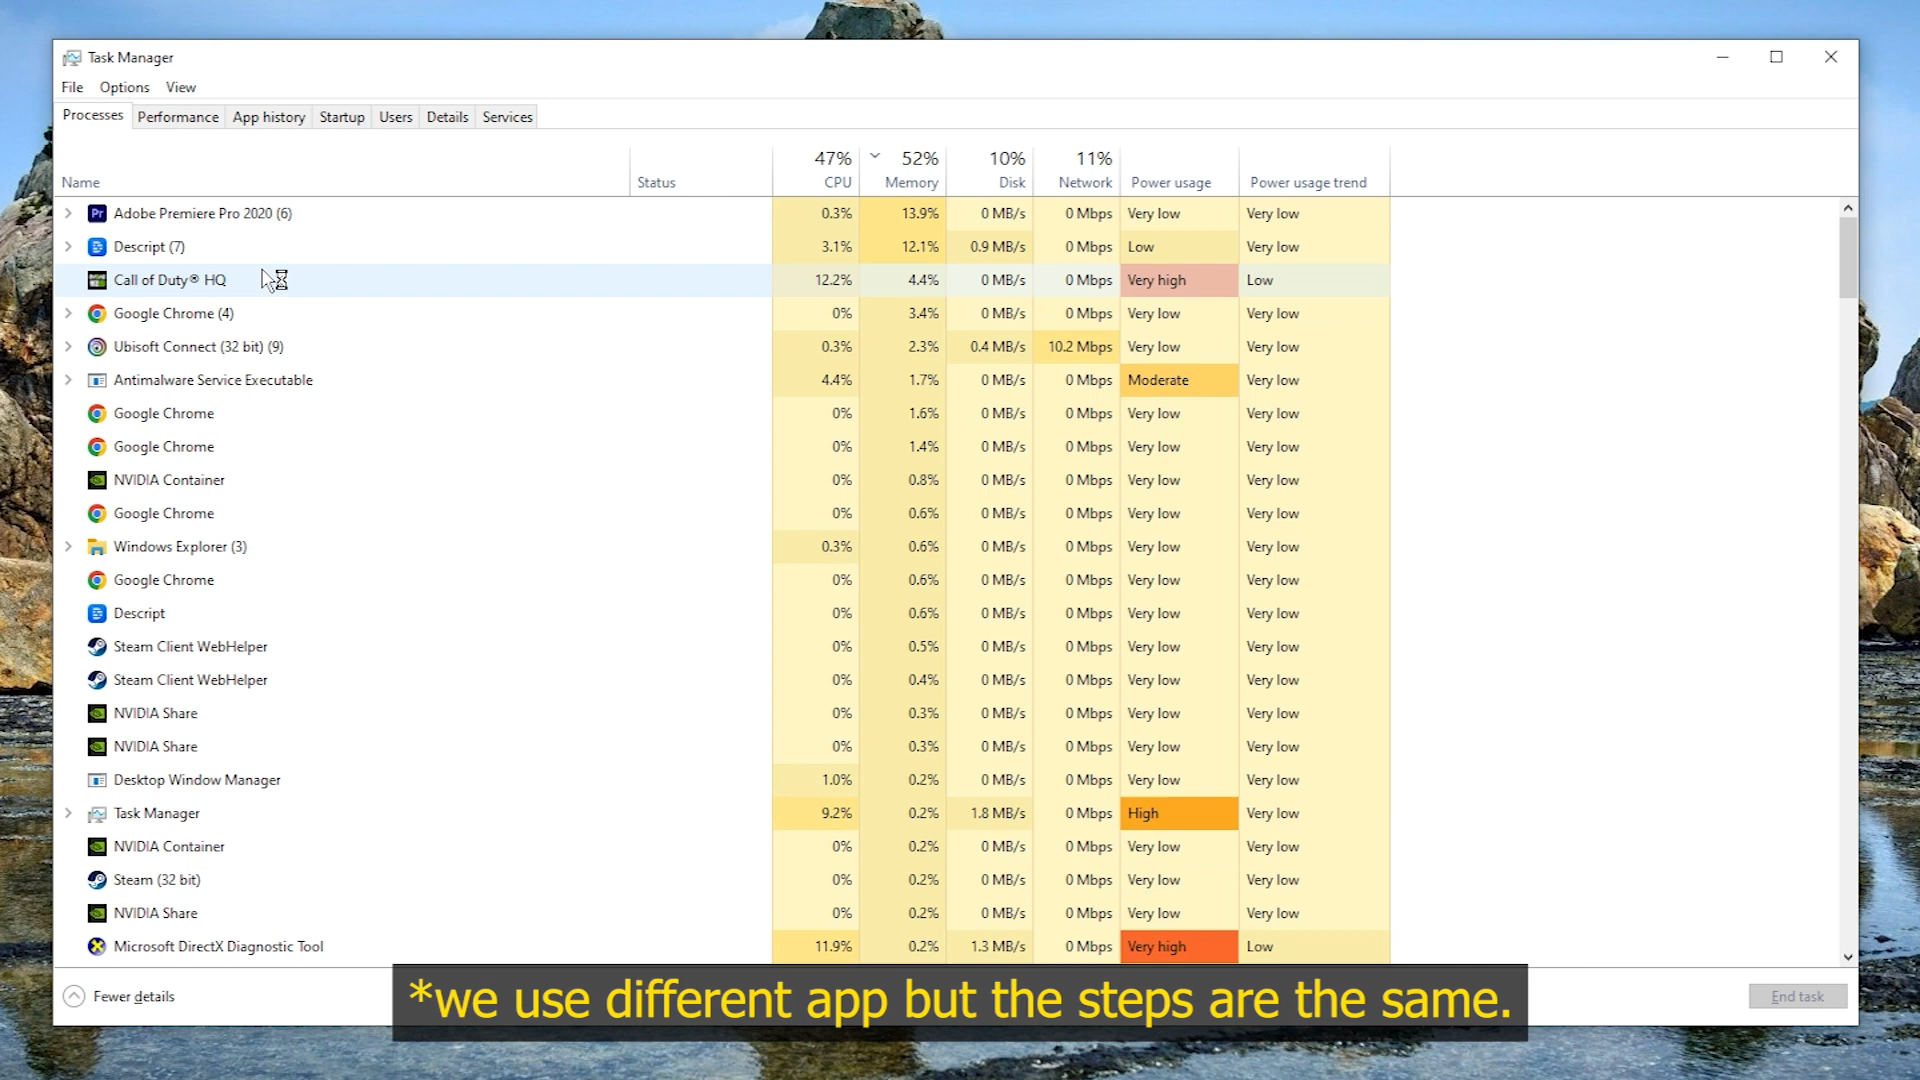 Task Manager
File Options View
Processes Performance App history Startup Users Details Services
47% 52% 10% 11%
Name Status CPU Memory Disk Network Power usage Power usage trend
Adobe Premiere Pro 2020 (6) 0.3% 13.9% 0 MB/s 0 Mbps Very low Very low
Descript (7) 3.1% 12.1% 0.9 MB/s 0 Mbps Low Very low
Call of Duty® HQ 12.2% 4.4% 0 MB/s 0 Mbps Very high Low
Google Chrome (4) 0% 3.4% 0 MB/s 0 Mbps Very low Very low
Ubisoft Connect (32 bit) (9) 0.3% 2.3% 0.4 MB/s 10.2 Mbps Very low Very low
Antimalware Service Executable 4.4% 1.7% 0 MB/s 0 Mbps Moderate Very low
Google Chrome 0% 1.6% 0 MB/s 0 Mbps Very low Very low
Google Chrome 0% 1.4% 0 MB/s 0 Mbps Very low Very low
NVIDIA Container 0% 0.8% 0 MB/s 0 Mbps Very low Very low
Google Chrome 0% 0.6% 0 MB/s 0 Mbps Very low Very low
Windows Explorer (3) 0.3% 0.6% 0 MB/s 0 Mbps Very low Very low
Google Chrome 0% 0.6% 0 MB/s 0 Mbps Very low Very low
Descript 0% 0.6% 0 MB/s 0 Mbps Very low Very low
Steam Client WebHelper 0% 0.5% 0 MB/s 0 Mbps Very low Very low
Steam Client WebHelper 0% 0.4% 0 MB/s 0 Mbps Very low Very low
NVIDIA Share 0% 0.3% 0 MB/s 0 Mbps Very low Very low
NVIDIA Share 0% 0.3% 0 MB/s 0 Mbps Very low Very low
Desktop Window Manager 1.0% 0.2% 0 MB/s 0 Mbps Very low Very low
Task Manager 9.2% 0.2% 1.8 MB/s 0 Mbps High Very low
NVIDIA Container 0% 0.2% 0 MB/s 0 Mbps Very low Very low
Steam (32 bit) 0% 0.2% 0 MB/s 0 Mbps Very low Very low
NVIDIA Share 0% 0.2% 0 MB/s 0 Mbps Very low Very low
Microsoft DirectX Diagnostic Tool 11.9% 0.2% 1.3 MB/s 0 Mbps Very high Low
Fewer details End task
*we use different app but the steps are the same.